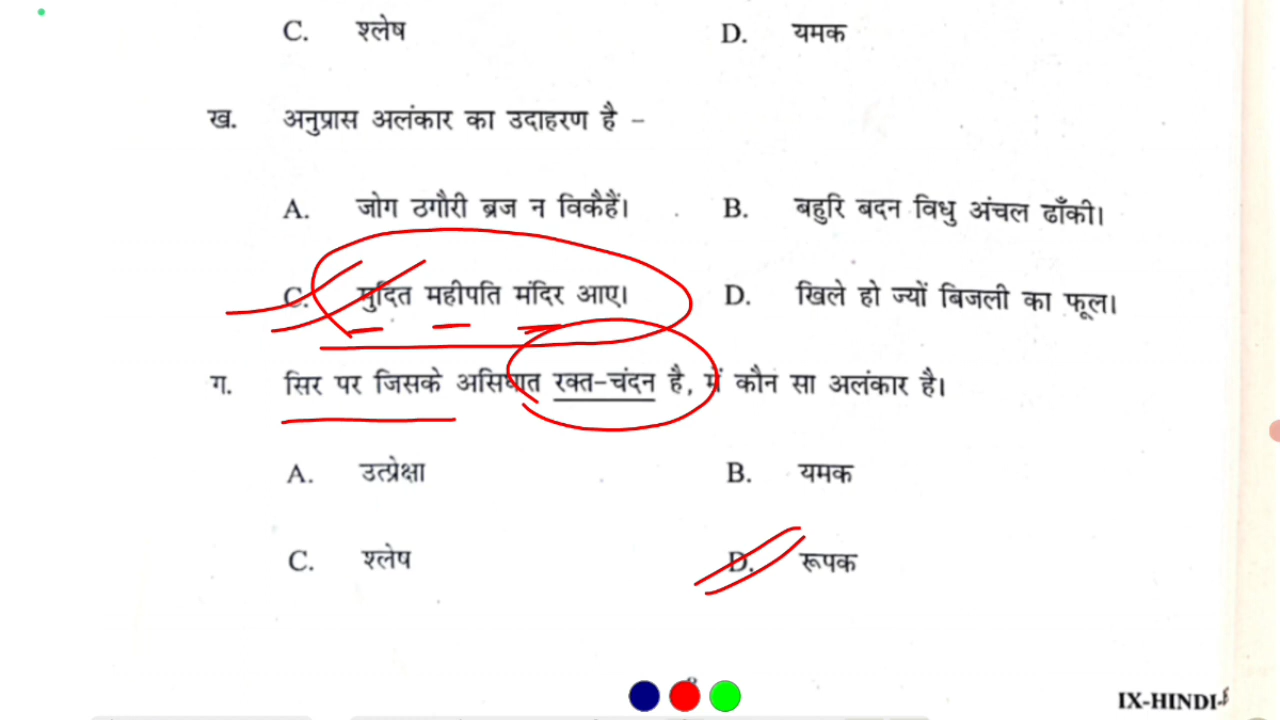 C. श्लेष D. यमक
ख. अनुप्रास अलंकार का उदाहरण है –
A. जोग ठगौरी ब्रज न विकैहैं। B. बहुरि बदन विधु अंचल ढाँकी।
C. मुदित महीपति मंदिर आए। D. खिले हो ज्यों बिजली का फूल।
ग. सिर पर जिसके असिघात रक्त-चंदन है, में कौन सा अलंकार है।
A. उत्प्रेक्षा B. यमक
C. श्लेष D. रूपक
IX-HINDI-